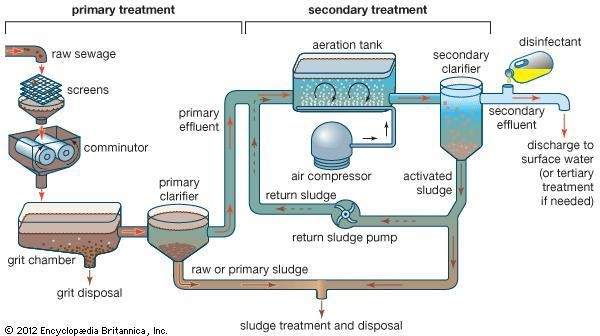 primary treatment
secondary treatment
raw sewage
screens
comminutor
grit chamber
grit disposal
primary
clarifier
primary
effluent
raw or primary sludge
aeration tank
air compressor
return sludge
return sludge pump
secondary
clarifier
activated
sludge
disinfectant
secondary
effluent
discharge to
surface water
(or tertiary
treatment
if needed)
sludge treatment and disposal
© 2012 Encyclopædia Britannica, Inc.